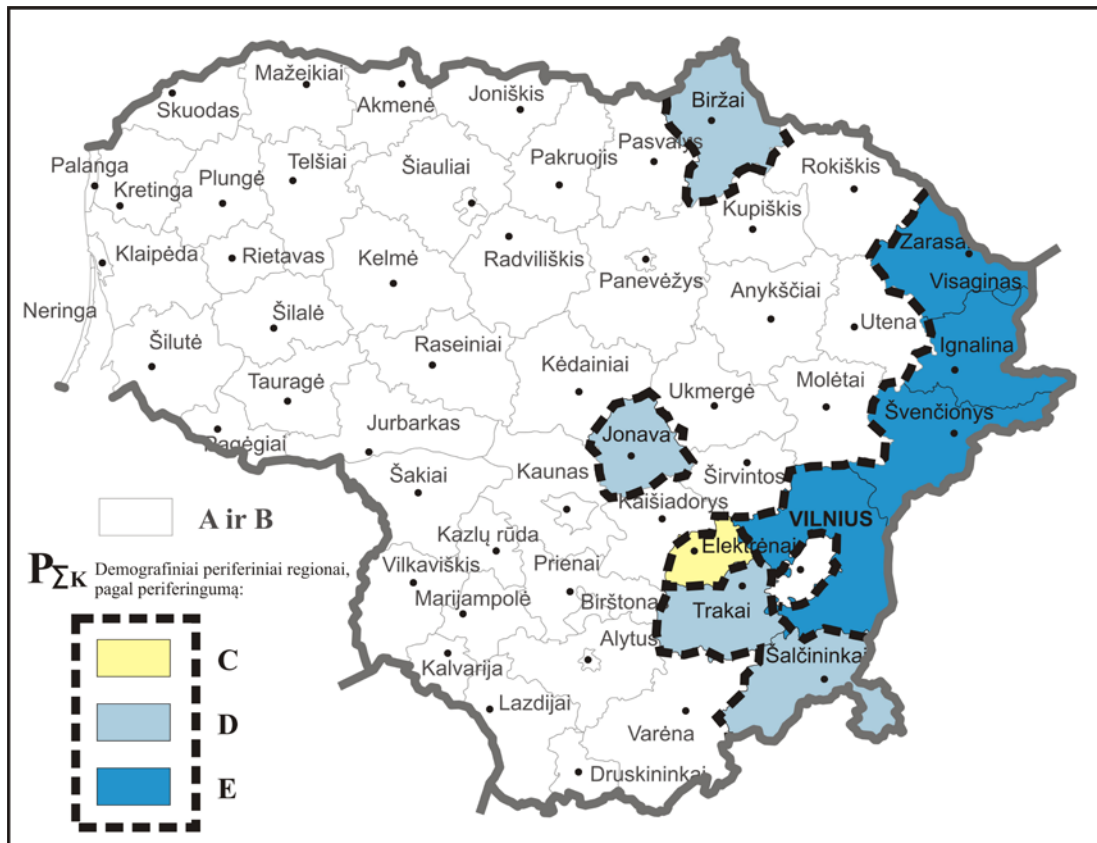 Mažeikiai
Skuodas
Akmenė
Joniškis
Biržai
Pasvalys
Palanga
Kretinga
Plungė
Telšiai
Šiauliai
Pakruojis
Rokiškis
Kupiškis
Klaipėda
Rietavas
Kelmė
Radviliškis
Panevėžys
Zarasai
Visaginas
Anykščiai
Neringa
Šilalė
Utena
Šilutė
Raseiniai
Kėdainiai
Ignalina
Tauragė
Ukmergė
Molėtai
Švenčionys
Pagėgiai
Jurbarkas
Jonava
Šakiai
Kaunas
Širvintos
Kaišiadorys
A ir B
VILNIUS
Kazlų rūda
Elektrėnai
PΣK Demografiniai periferiniai regionai,
pagal periferingumą:
Vilkaviškis
Prienai
Marijampolė
Birštonas
Trakai
Alytus
C
Kalvarija
Šalčininkai
Lazdijai
D
Varėna
Druskininkai
E